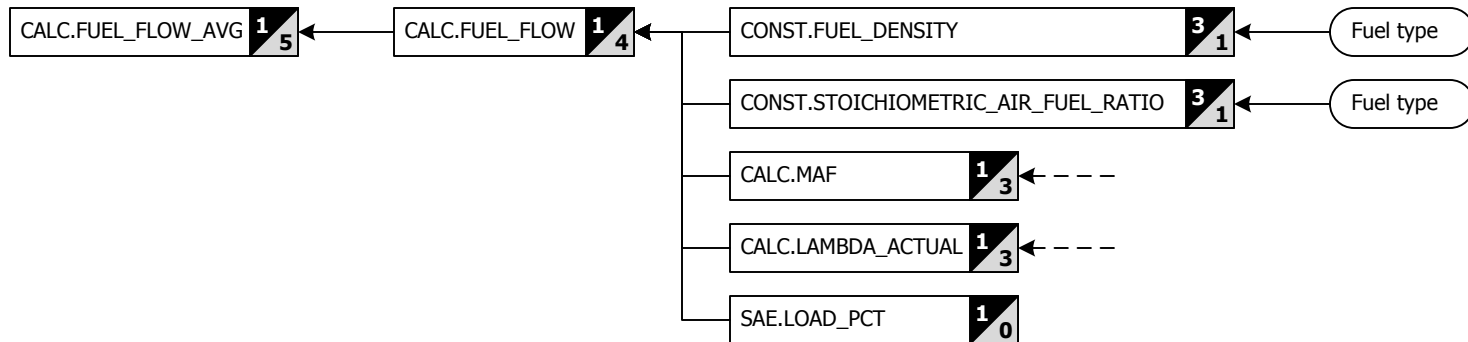 CALC.FUEL_FLOW_AVG 1 5 CALC.FUEL_FLOW 1 4 CONST.FUEL_DENSITY 3 1 Fuel type
CONST.STOICHIOMETRIC_AIR_FUEL_RATIO 3 1 Fuel type
CALC.MAF 1 3
CALC.LAMBDA_ACTUAL 1 3
SAE.LOAD_PCT 1 0